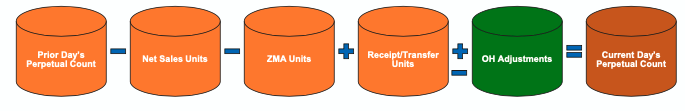 Prior Day's
Perpetual Count
Net Sales Units
ZMA Units
Receipt/Transfer
Units
OH Adjustments
Current Day's
Perpetual Count